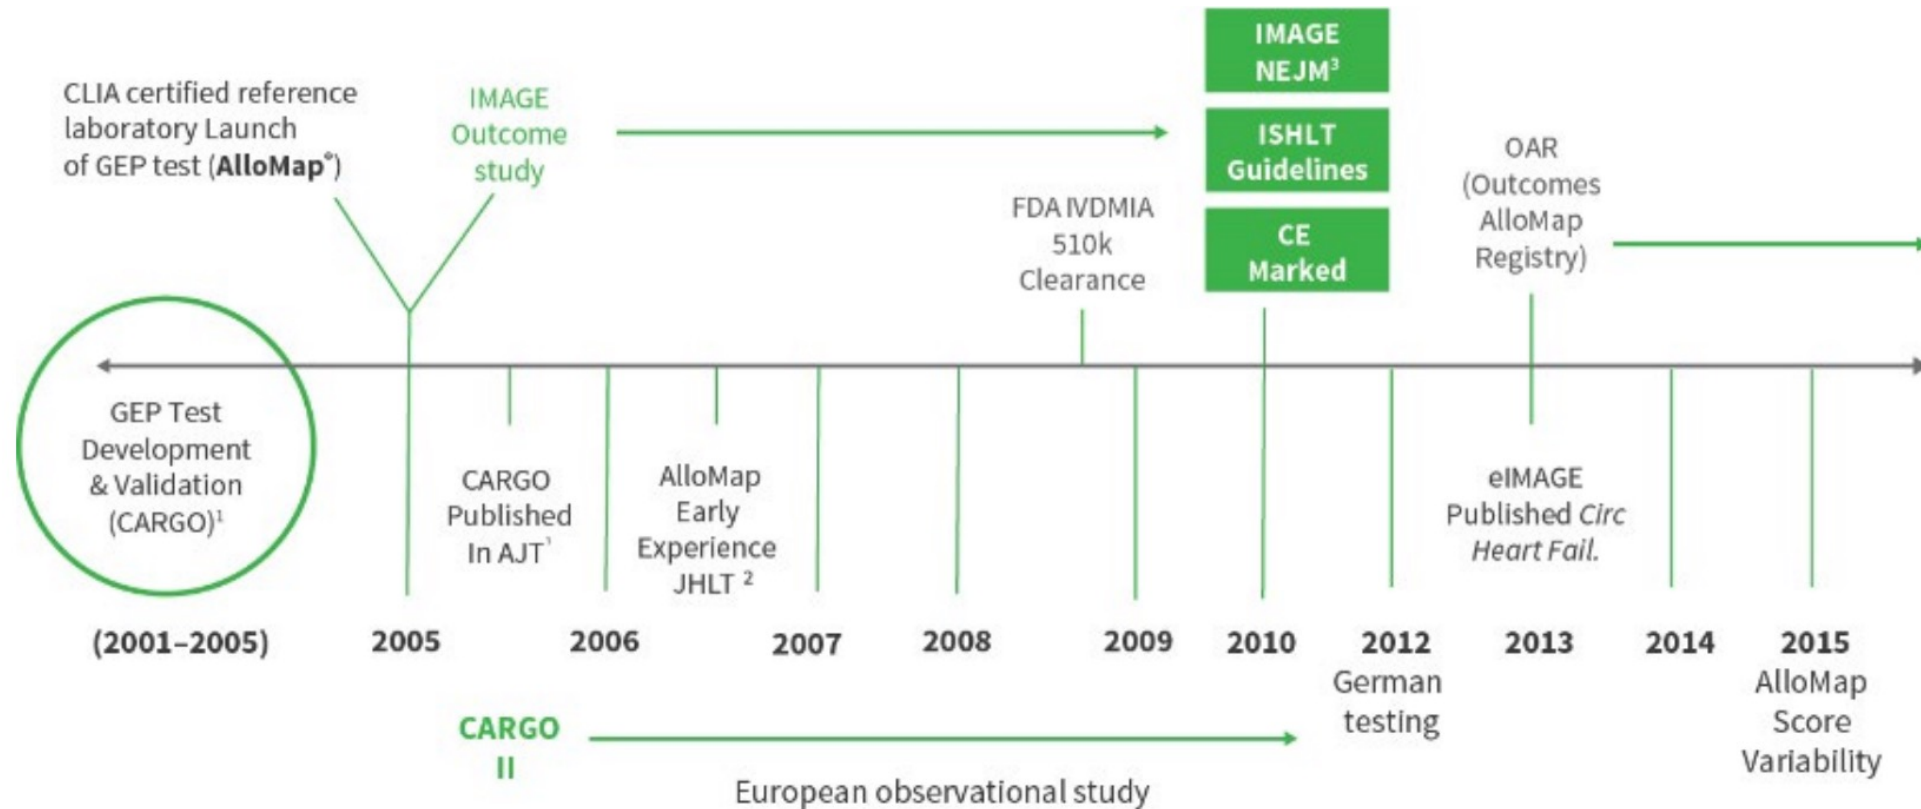 CLIA certified reference
laboratory Launch
of GEP test (AlloMap®)
IMAGE
Outcome
study
FDA IVDMIA
510k
Clearance
IMAGE
NEJM³
ISHLT
Guidelines
CE
Marked
OAR
(Outcomes
AlloMap
Registry)
GEP Test
Development
& Validation
(CARGO)¹
CARGO
Published
In AJT¹
AlloMap
Early
Experience
JHLT ²
eIMAGE
Published Circ
Heart Fail.
(2001–2005)
2005
2006
2007
2008
2009
2010
2012
German
testing
2013
2014
2015
AlloMap
Score
Variability
CARGO
II
European observational study